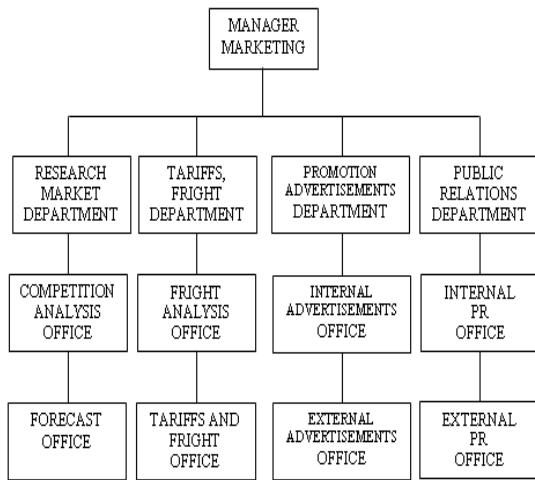 MANAGER
MARKETING
RESEARCH
MARKET
DEPARTMENT
TARIFFS,
FRIGHT
DEPARTMENT
PROMOTION
ADVERTISEMENTS
DEPARTMENT
PUBLIC
RELATIONS
DEPARTMENT
COMPETITION
ANALYSIS
OFFICE
FRIGHT
ANALYSIS
OFFICE
INTERNAL
ADVERTISEMENTS
OFFICE
INTERNAL
PR
OFFICE
FORECAST
OFFICE
TARIFFS AND
FRIGHT
OFFICE
EXTERNAL
ADVERTISEMENTS
OFFICE
EXTERNAL
PR
OFFICE